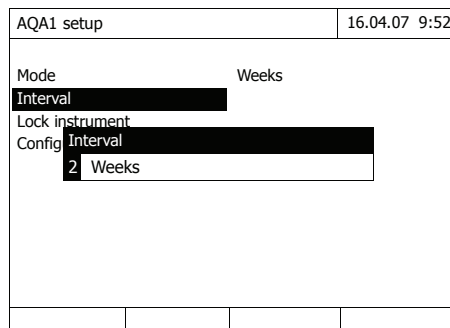 AQA1 setup 16.04.07 9:52
Mode Weeks
Interval
Lock instrument
Config
Interval
2 Weeks